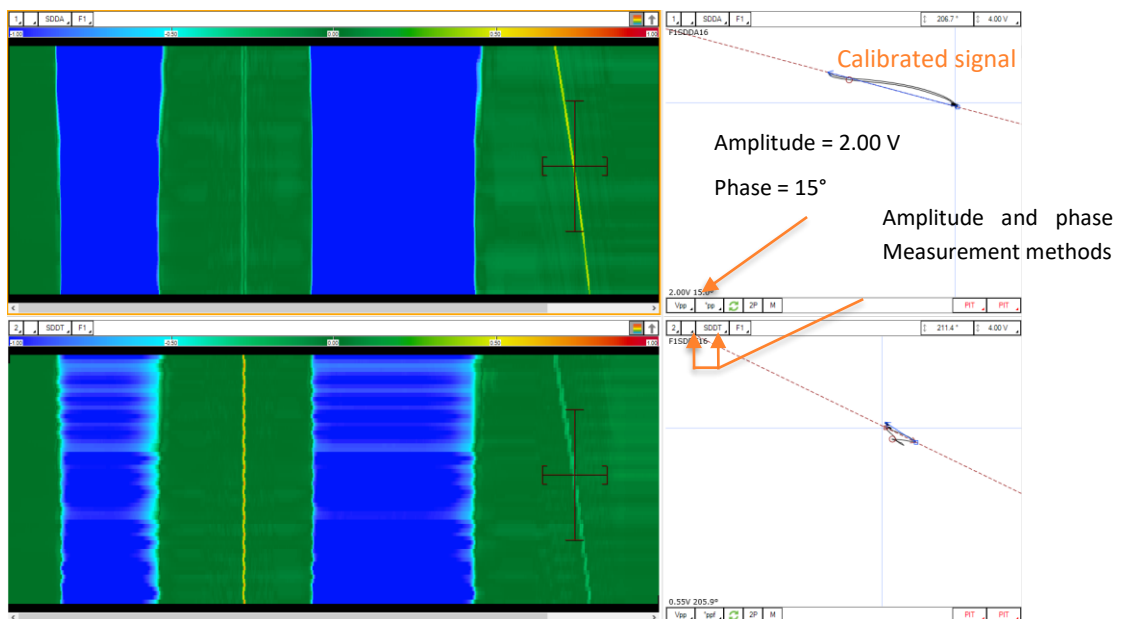 1 SDDA F1
-1.00 -0.50 0.00 0.50 1.00
1 SDDA F1 206.7° 4.00 V
F1SDDA16
Calibrated signal
Amplitude = 2.00 V
Phase = 15°
Amplitude and phase
Measurement methods
2.00V 15.0°
Vpp °pp 2P M PIT PIT
2 SDDT F1
-1.00 -0.50 0.00 0.50 1.00
2 SDDT F1 211.4° 4.00 V
0.55V 205.9°
Vpp °ppf 2P M PIT PIT